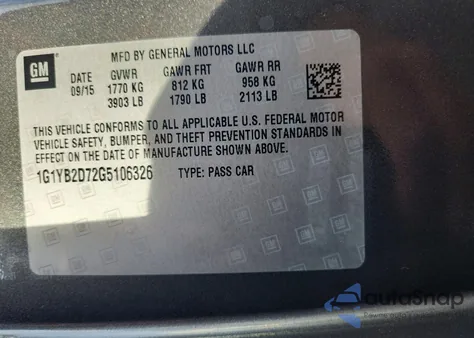 GM
MFD BY GENERAL MOTORS LLC
DATE GVWR GAWR FRT GAWR RR
09/15 1770 KG 812 KG 958 KG
3903 LB 1790 LB 2113 LB
THIS VEHICLE CONFORMS TO ALL APPLICABLE U.S. FEDERAL MOTOR
VEHICLE SAFETY, BUMPER, AND THEFT PREVENTION STANDARDS IN
EFFECT ON THE DATE OF MANUFACTURE SHOWN ABOVE.
1G1YB2D72G5106326 TYPE: PASS CAR
autoSnap